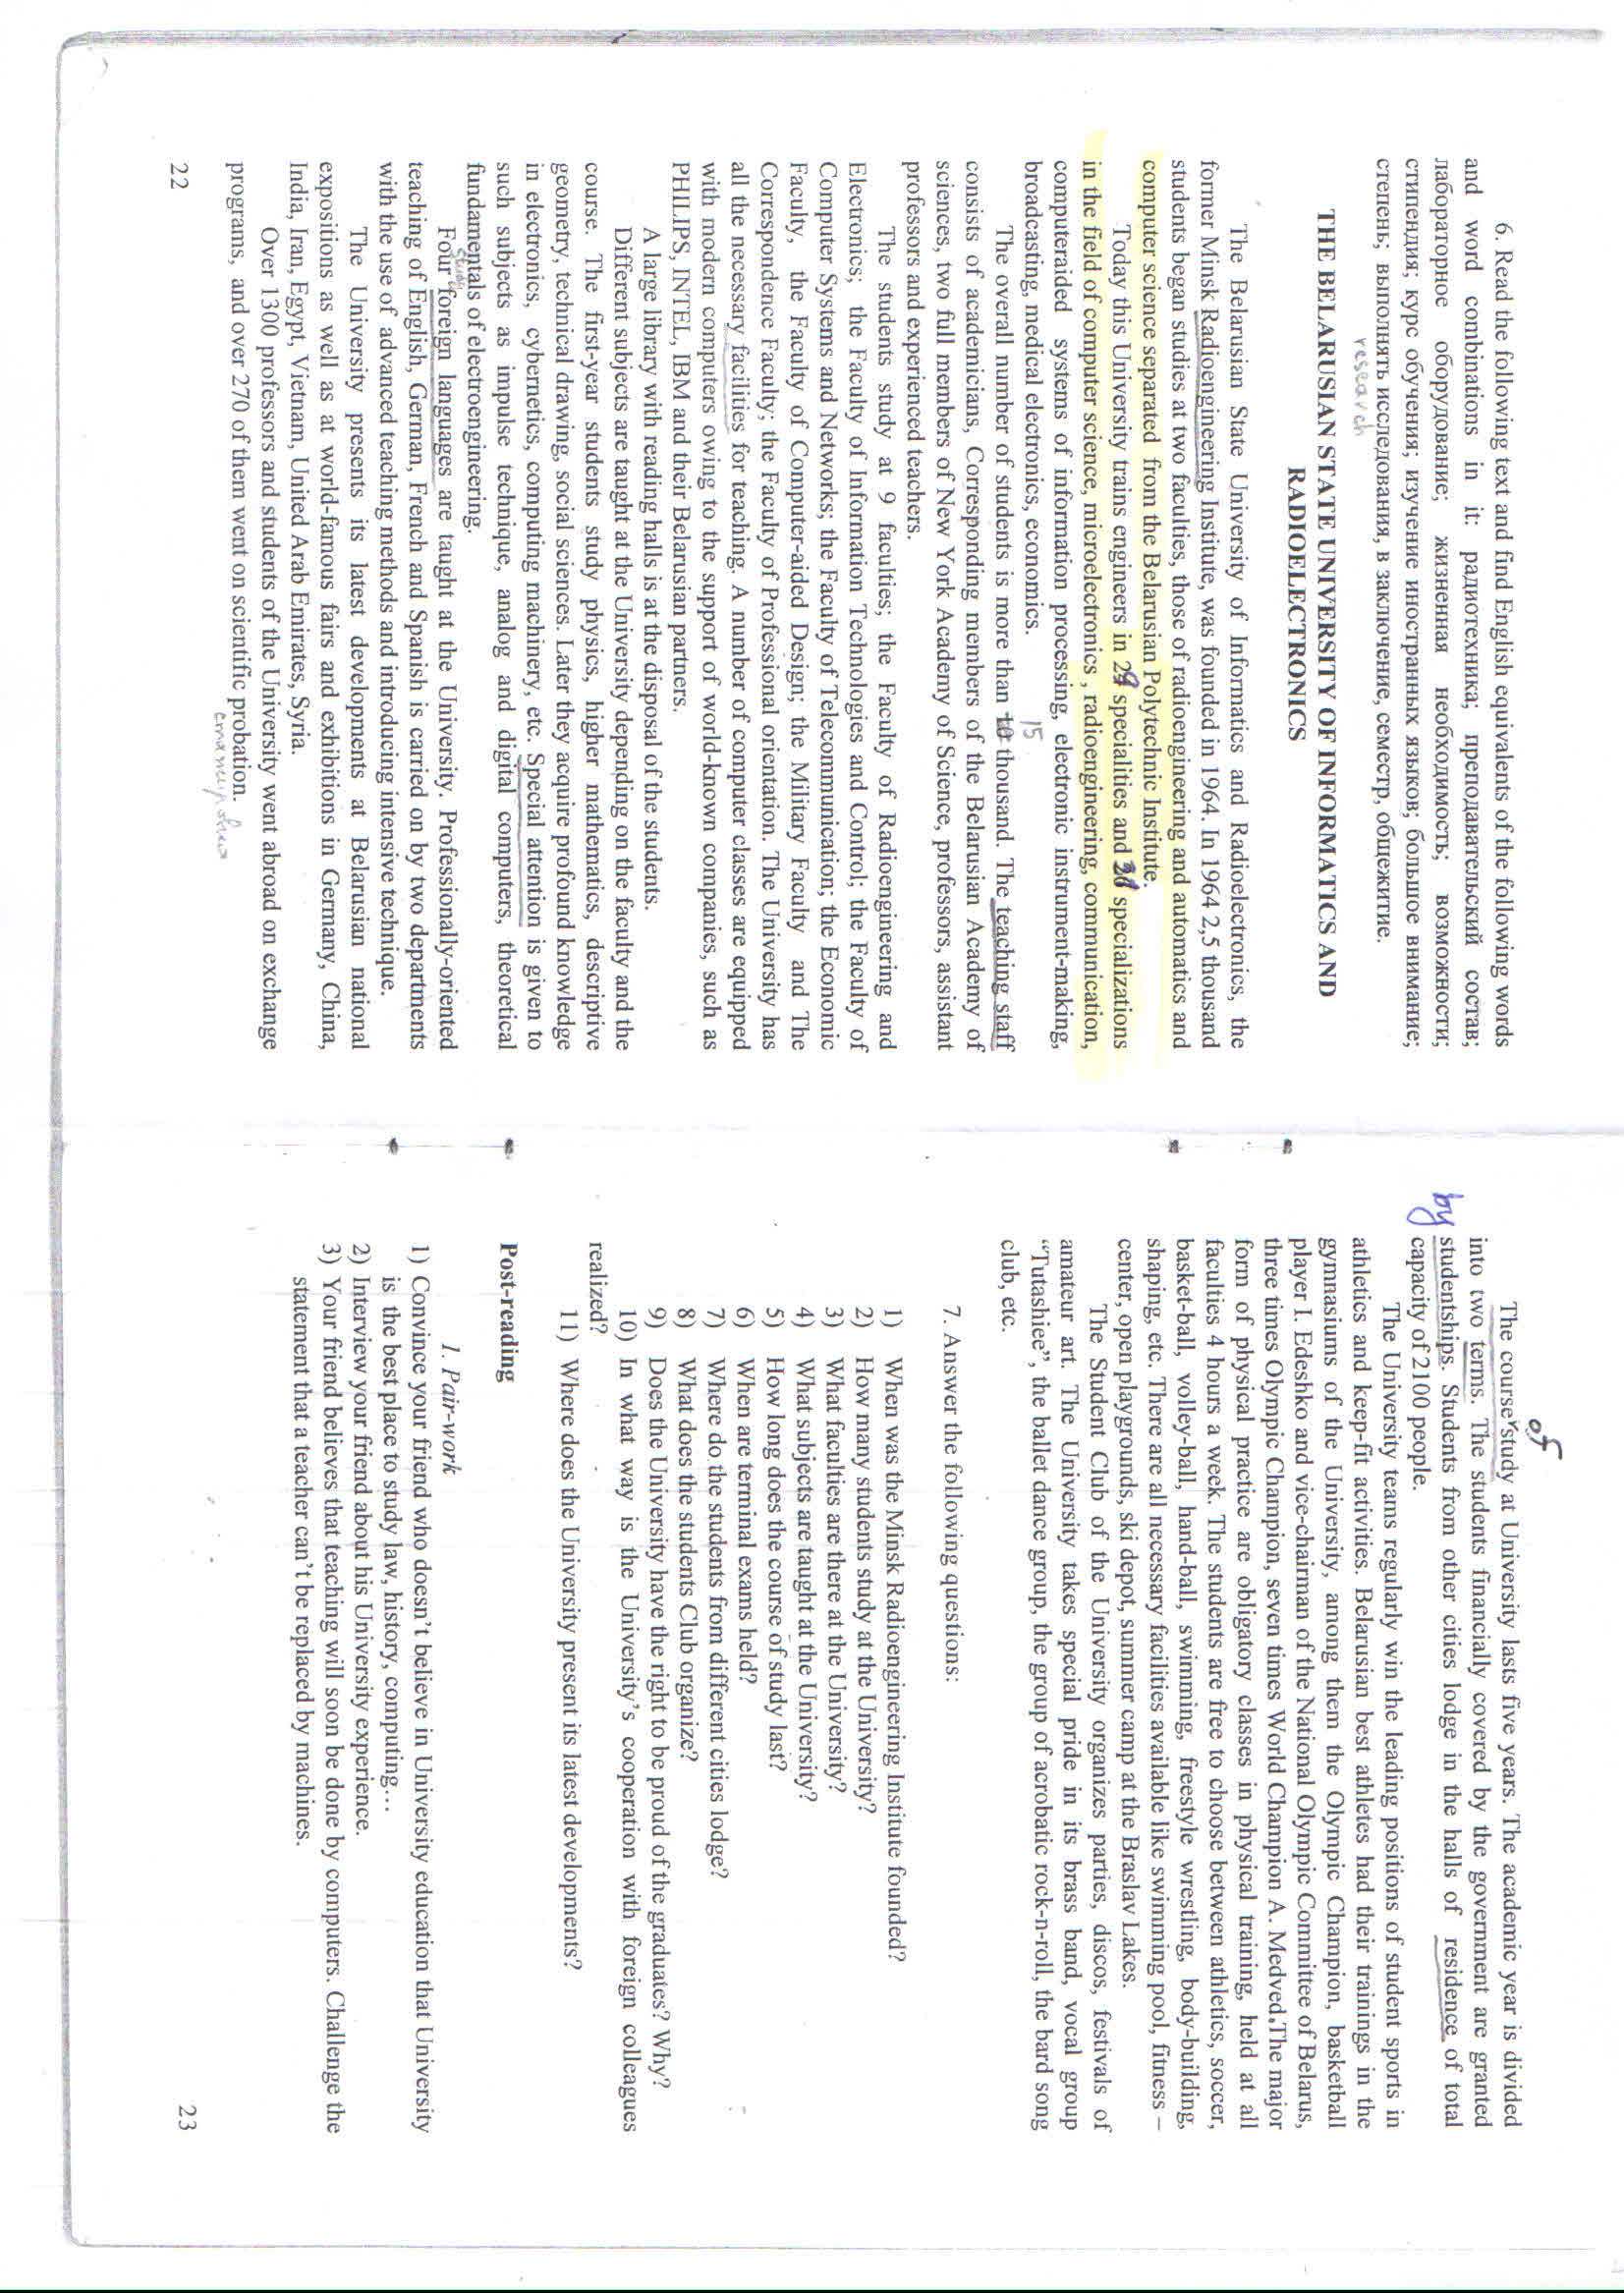 6. Read the following text and find English equivalents of the following words
and word combinations in it: радиотехника; преподавательский состав;
лабораторное оборудование; жизненная необходимость; возможности;
стипендия; курс обучения; изучение иностранных языков; большое внимание;
степень; выполнять исследования, в заключение, семестр, общежитие.
research
THE BELARUSIAN STATE UNIVERSITY OF INFORMATICS AND
RADIOELECTRONICS
The Belarusian State University of Informatics and Radioelectronics, the
former Minsk Radioengineering Institute, was founded in 1964. In 1964 2,5 thousand
students began studies at two faculties, those of radioengineering and automatics and
computer science separated from the Belarusian Polytechnic Institute.
Today this University trains engineers in 29 specialities and specializations
in the field of computer science, microelectronics , radioengineering, communication,
computeraided systems of information processing, electronic instrument-making,
broadcasting, medical electronics, economics.
15
The overall number of students is more than 10 thousand. The teaching staff
consists of academicians, Corresponding members of the Belarusian Academy of
sciences, two full members of New York Academy of Science, professors, assistant
professors and experienced teachers.
The students study at 9 faculties; the Faculty of Radioengineering and
Electronics; the Faculty of Information Technologies and Control; the Faculty of
Computer Systems and Networks; the Faculty of Telecommunication; the Economic
Faculty, the Faculty of Computer-aided Design; the Military Faculty and The
Correspondence Faculty; the Faculty of Professional orientation. The University has
all the necessary facilities for teaching. A number of computer classes are equipped
with modern computers owing to the support of world-known companies, such as
PHILIPS, INTEL, IBM and their Belarusian partners.
A large library with reading halls is at the disposal of the students.
Different subjects are taught at the University depending on the faculty and the
course. The first-year students study physics, higher mathematics, descriptive
geometry, technical drawing, social sciences. Later they acquire profound knowledge
in electronics, cybernetics, computing machinery, etc. Special attention is given to
such subjects as impulse technique, analog and digital computers, theoretical
fundamentals of electroengineering.
study
Four foreign languages are taught at the University. Professionally-oriented
teaching of English, German, French and Spanish is carried on by two departments
with the use of advanced teaching methods and introducing intensive technique.
The University presents its latest developments at Belarusian national
expositions as well as at world-famous fairs and exhibitions in Germany, China,
India, Iran, Egypt, Vietnam, United Arab Emirates, Syria.
Over 1300 professors and students of the University went abroad on exchange
programs, and over 270 of them went on scientific probation.
22
of
The course study at University lasts five years. The academic year is divided
into two terms. The students financially covered by the government are granted
by studentships. Students from other cities lodge in the halls of residence of total
capacity of 2100 people.
The University teams regularly win the leading positions of student sports in
athletics and keep-fit activities. Belarusian best athletes had their trainings in the
gymnasiums of the University, among them the Olympic Champion, basketball
player I. Edeshko and vice-chairman of the National Olympic Committee of Belarus,
three times Olympic Champion, seven times World Champion A. Medved.The major
form of physical practice are obligatory classes in physical training, held at all
faculties 4 hours a week. The students are free to choose between athletics, soccer,
basket-ball, volley-ball, hand-ball, swimming, freestyle wrestling, body-building,
shaping, etc. There are all necessary facilities available like swimming pool, fitness –
center, open playgrounds, ski depot, summer camp at the Braslav Lakes.
The Student Club of the University organizes parties, discos, festivals of
amateur art. The University takes special pride in its brass band, vocal group
“Tutashiee”, the ballet dance group, the group of acrobatic rock-n-roll, the bard song
club, etc.
7. Answer the following questions:
1) When was the Minsk Radioengineering Institute founded?
2) How many students study at the University?
3) What faculties are there at the University?
4) What subjects are taught at the University?
5) How long does the course of study last?
6) When are terminal exams held?
7) Where do the students from different cities lodge?
8) What does the students Club organize?
9) Does the University have the right to be proud of the graduates? Why?
10) In what way is the University’s cooperation with foreign colleagues
realized?
11) Where does the University present its latest developments?
Post-reading
1. Pair-work
1) Convince your friend who doesn’t believe in University education that University
is the best place to study law, history, computing...
2) Interview your friend about his University experience.
3) Your friend believes that teaching will soon be done by computers. Challenge the
statement that a teacher can’t be replaced by machines.
23